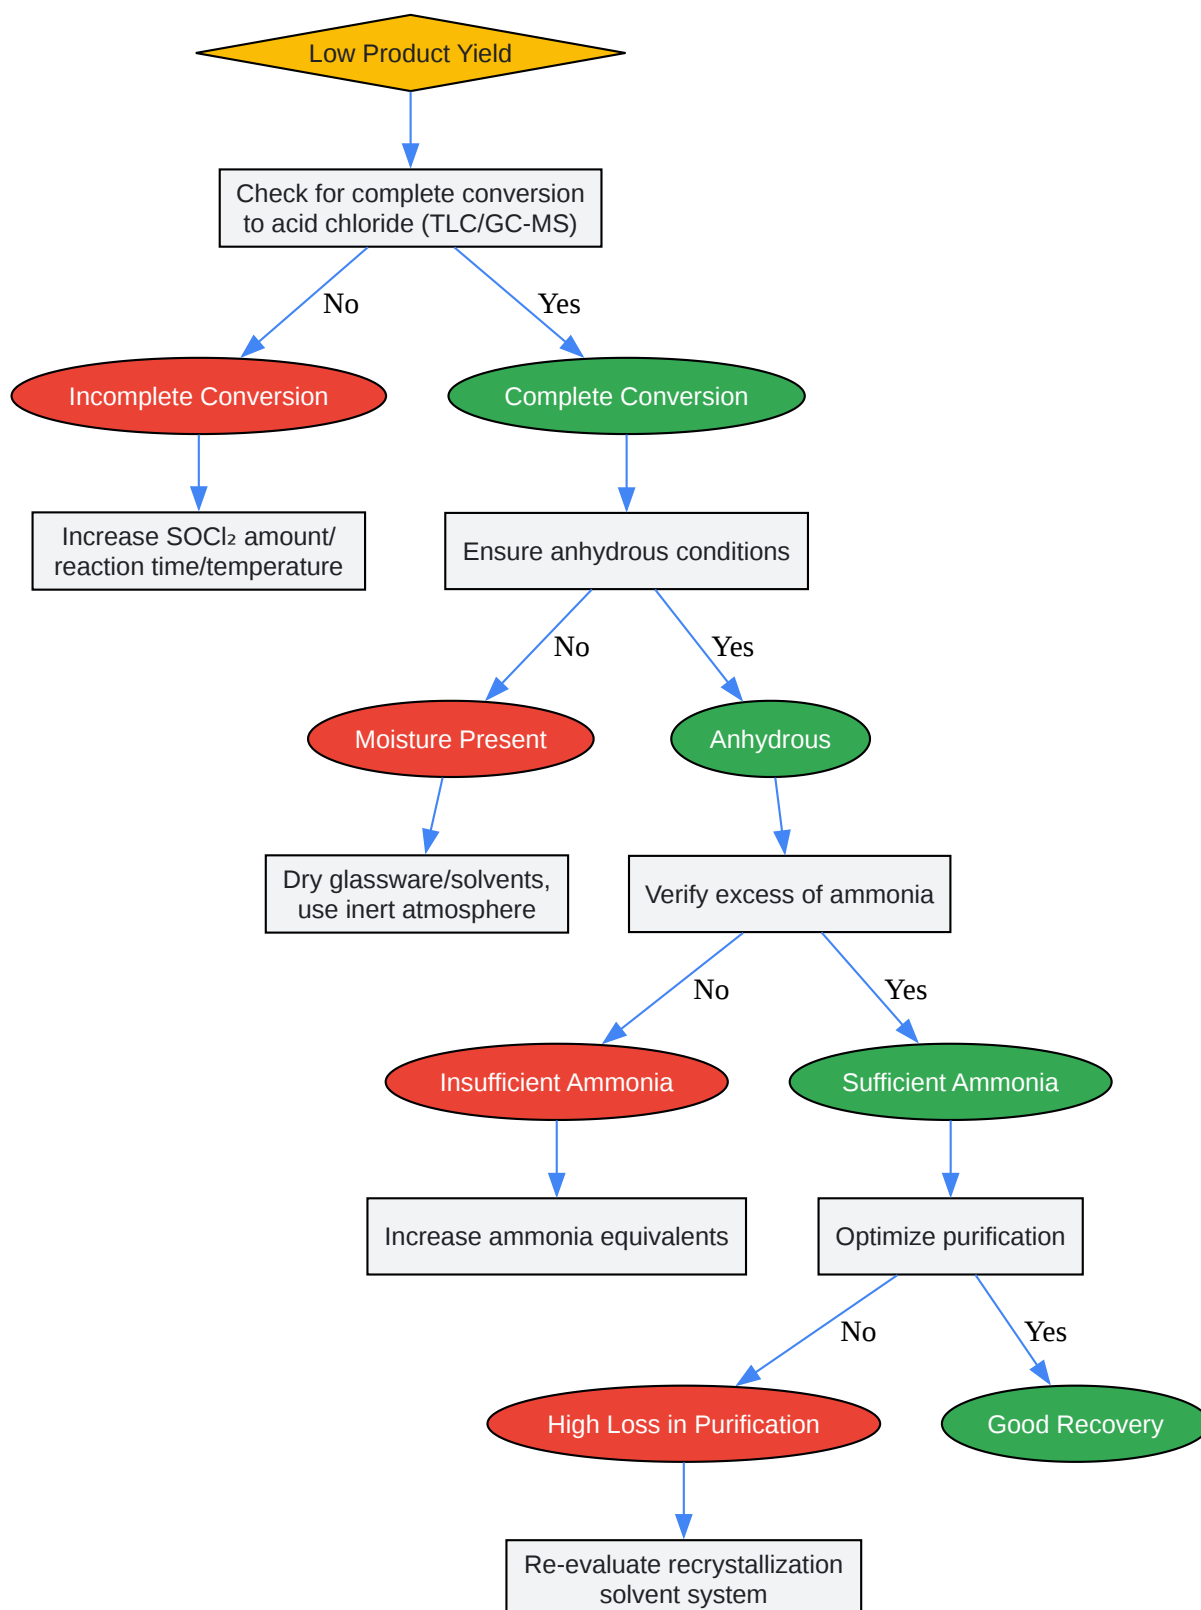 Low Product Yield
Check for complete conversion
to acid chloride (TLC/GC-MS)
No
Yes
Incomplete Conversion
Complete Conversion
Increase SOCl₂ amount/
reaction time/temperature
Ensure anhydrous conditions
No
Yes
Moisture Present
Anhydrous
Dry glassware/solvents,
use inert atmosphere
Verify excess of ammonia
No
Yes
Insufficient Ammonia
Sufficient Ammonia
Increase ammonia equivalents
Optimize purification
No
Yes
High Loss in Purification
Good Recovery
Re-evaluate recrystallization
solvent system